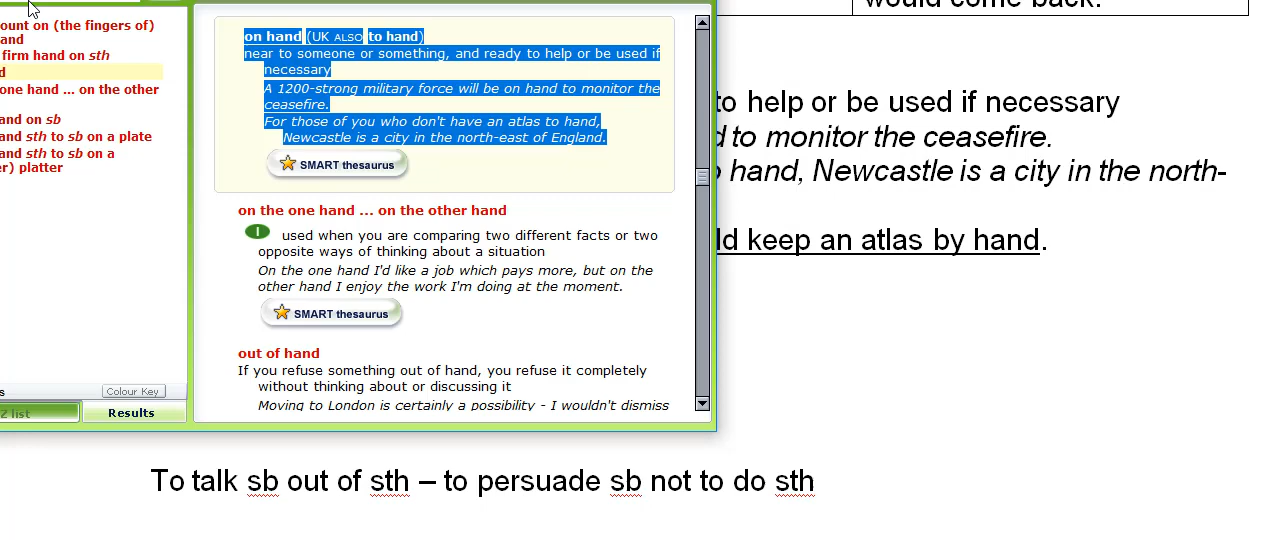 ount on (the fingers of)
and
firm hand on sth
d
one hand ... on the other
and on sb
and sth to sb on a plate
and sth to sb on a
er) platter
s
Colour Key
Z list
Results
on hand (UK ALSO to hand)
near to someone or something, and ready to help or be used if
necessary
A 1200-strong military force will be on hand to monitor the
ceasefire.
For those of you who don't have an atlas to hand,
Newcastle is a city in the north-east of England.
SMART thesaurus
on the one hand ... on the other hand
I used when you are comparing two different facts or two
opposite ways of thinking about a situation
On the one hand I'd like a job which pays more, but on the
other hand I enjoy the work I'm doing at the moment.
SMART thesaurus
out of hand
If you refuse something out of hand, you refuse it completely
without thinking about or discussing it
Moving to London is certainly a possibility - I wouldn't dismiss
would come back.
to help or be used if necessary
d to monitor the ceasefire.
o hand, Newcastle is a city in the north-
ld keep an atlas by hand.
To talk sb out of sth – to persuade sb not to do sth